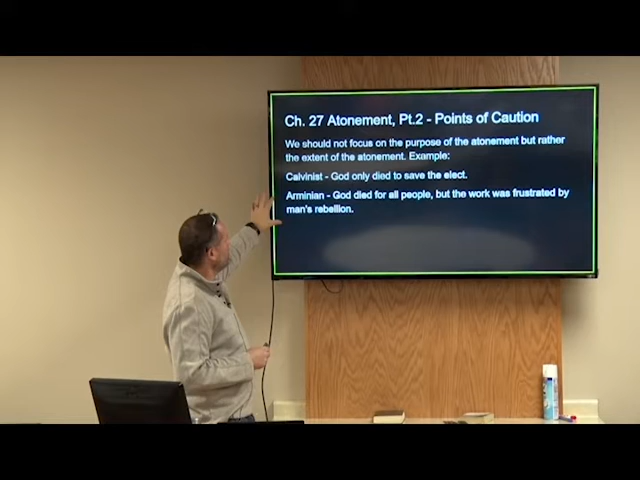 Ch. 27 Atonement, Pt.2 - Points of Caution
We should not focus on the purpose of the atonement but rather
the extent of the atonement. Example:
Calvinist - God only died to save the elect.
Arminian - God died for all people, but the work was frustrated by
man's rebellion.